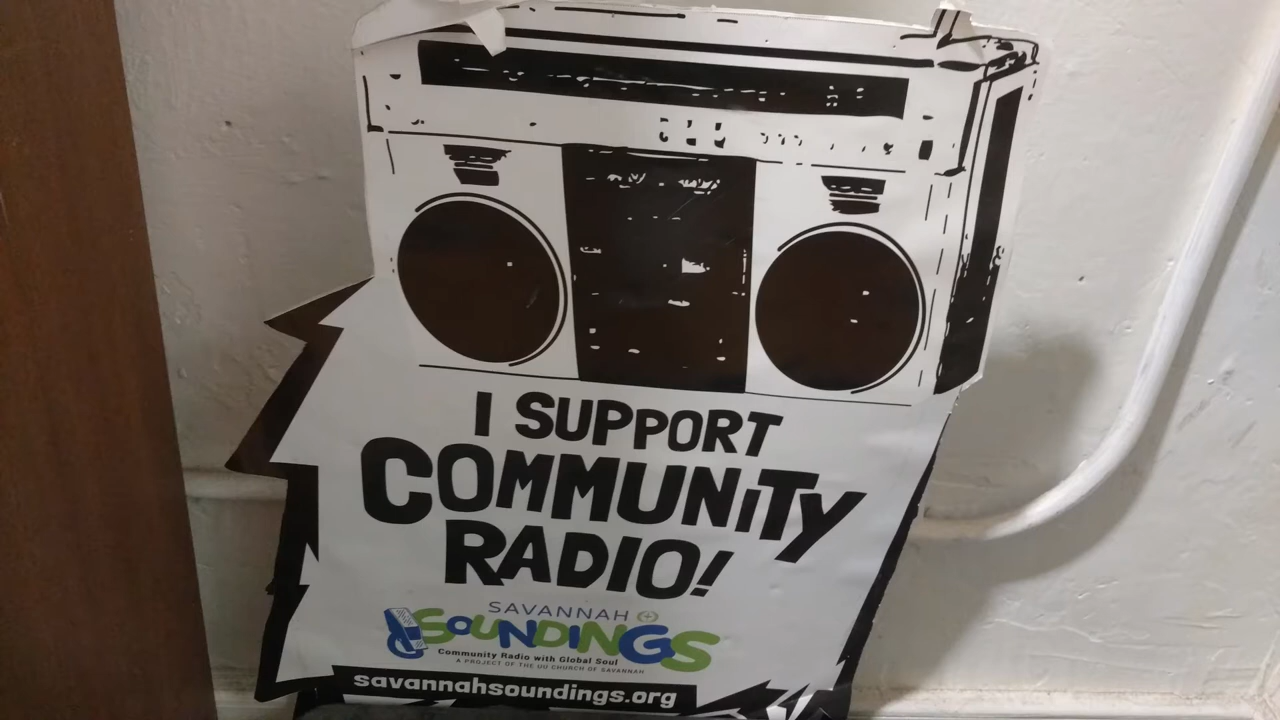 I SUPPORT
COMMUNITY
RADIO!
SAVANNAH
SOUNDINGS
Community Radio with Global Soul
A PROJECT OF THE UU CHURCH OF SAVANNAH
savannahsoundings.org